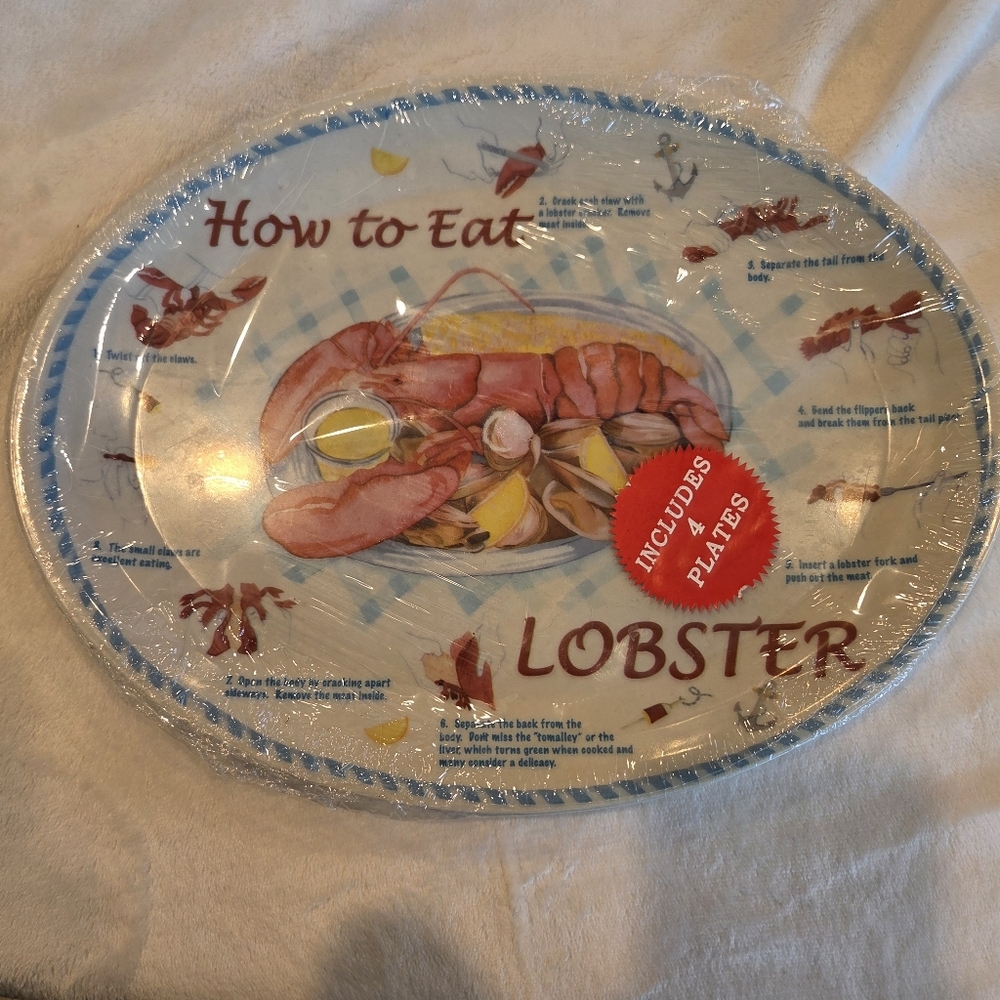 How to Eat
LOBSTER
1. Twist off the claws.
2. Crack each claw with
a lobster cracker. Remove
meat inside.
3. Separate the tail from the
body.
4. Bend the flippers back
and break them from the tail
5. Insert a lobster fork and
push out the meat.
6. Separate the back from the
body. Don't miss the "tomalley" or the
liver, which turns green when cooked and
many consider a delicacy.
7. Open the body by cracking apart
sideways. Remove the meat inside.
The small claws are
excellent eating.
INCLUDES
4
PLATES